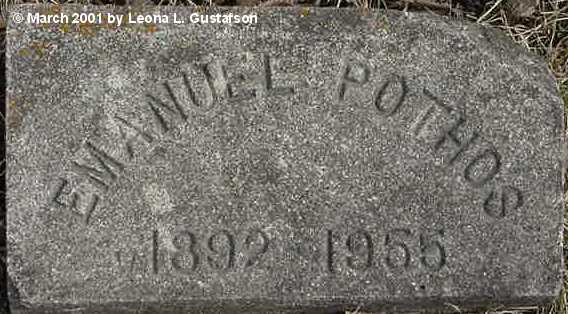 © March 2001 by Leona L. Gustafson
EMANUEL POTHOS
1892 1955